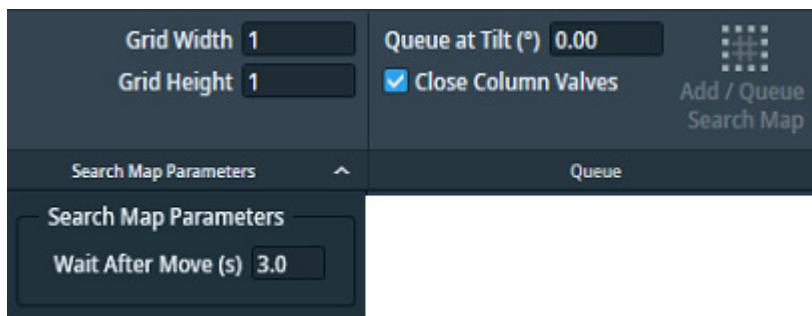 Grid Width 1
Grid Height 1
Queue at Tilt (°) 0.00
Close Column Valves
Add / Queue
Search Map
Search Map Parameters
Queue
Search Map Parameters
Wait After Move (s) 3.0